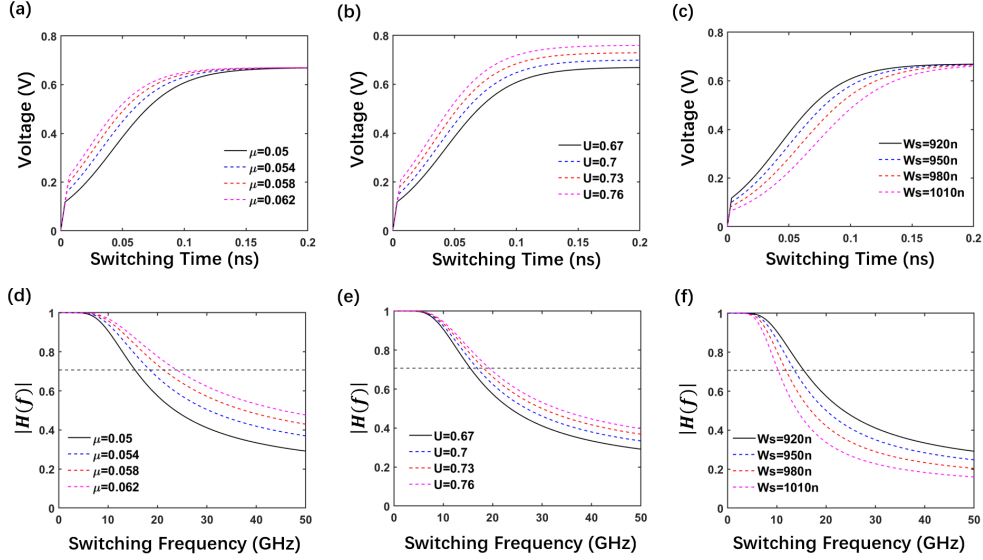 (a)
0.8
0.6
0.4
0.2
0
Voltage (V)
μ=0.05
μ=0.054
μ=0.058
μ=0.062
0 0.05 0.1 0.15 0.2
Switching Time (ns)
(b)
0.8
0.6
0.4
0.2
0
Voltage (V)
U=0.67
U=0.7
U=0.73
U=0.76
0 0.05 0.1 0.15 0.2
Switching Time (ns)
(c)
0.8
0.6
0.4
0.2
0
Voltage (V)
Ws=920n
Ws=950n
Ws=980n
Ws=1010n
0 0.05 0.1 0.15 0.2
Switching Time (ns)
(d)
1
0.8
0.6
0.4
0.2
0
|H(f)|
μ=0.05
μ=0.054
μ=0.058
μ=0.062
0 10 20 30 40 50
Switching Frequency (GHz)
(e)
1
0.8
0.6
0.4
0.2
0
|H(f)|
U=0.67
U=0.7
U=0.73
U=0.76
0 10 20 30 40 50
Switching Frequency (GHz)
(f)
1
0.8
0.6
0.4
0.2
0
|H(f)|
Ws=920n
Ws=950n
Ws=980n
Ws=1010n
0 10 20 30 40 50
Switching Frequency (GHz)